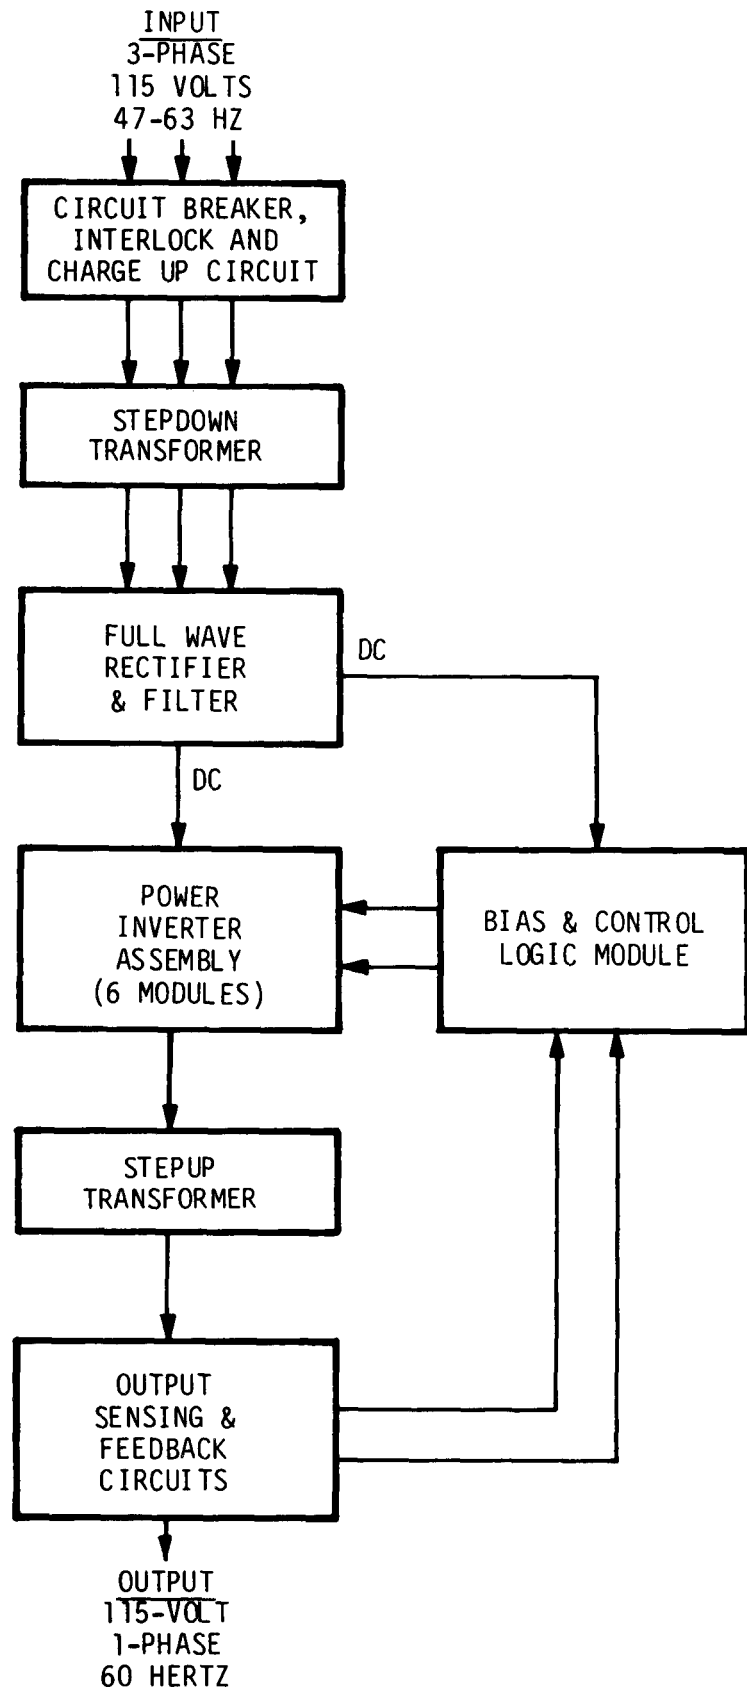 INPUT
3-PHASE
115 VOLTS
47-63 HZ
CIRCUIT BREAKER,
INTERLOCK AND
CHARGE UP CIRCUIT
STEPDOWN
TRANSFORMER
FULL WAVE
RECTIFIER
& FILTER
DC
DC
POWER
INVERTER
ASSEMBLY
(6 MODULES)
BIAS & CONTROL
LOGIC MODULE
STEPUP
TRANSFORMER
OUTPUT
SENSING &
FEEDBACK
CIRCUITS
OUTPUT
115-VOLT
1-PHASE
60 HERTZ